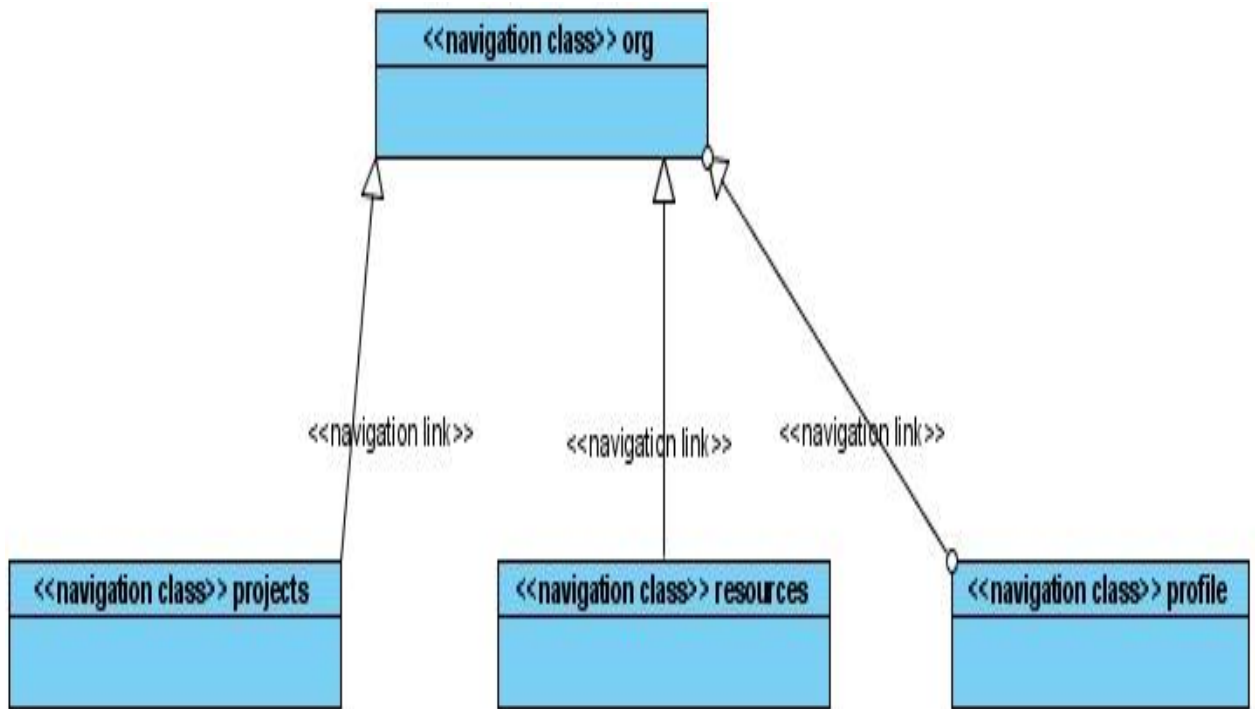 <<navigation class>> org
<<navigation link>>
<<navigation link>>
<<navigation link>>
<<navigation class>> projects
<<navigation class>> resources
<<navigation class>> profile